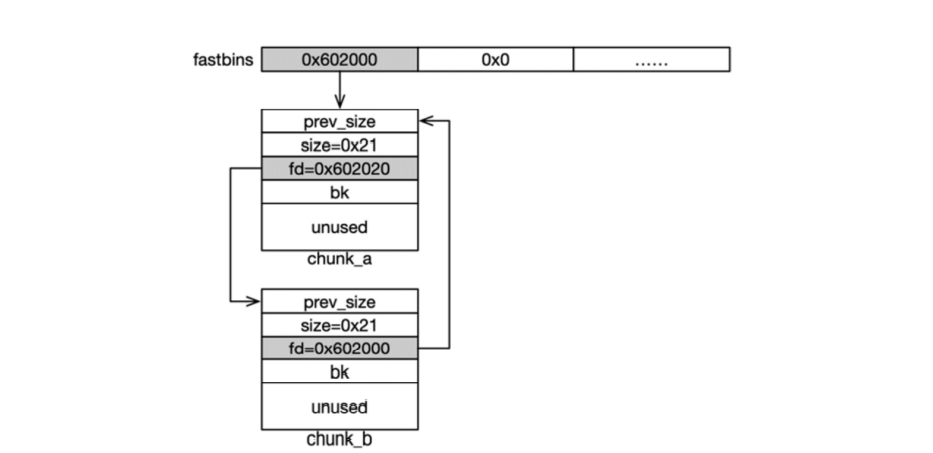 fastbins 0x602000 0x0 ......
prev_size
size=0x21
fd=0x602020
bk
unused
chunk_a
prev_size
size=0x21
fd=0x602000
bk
unused
chunk_b